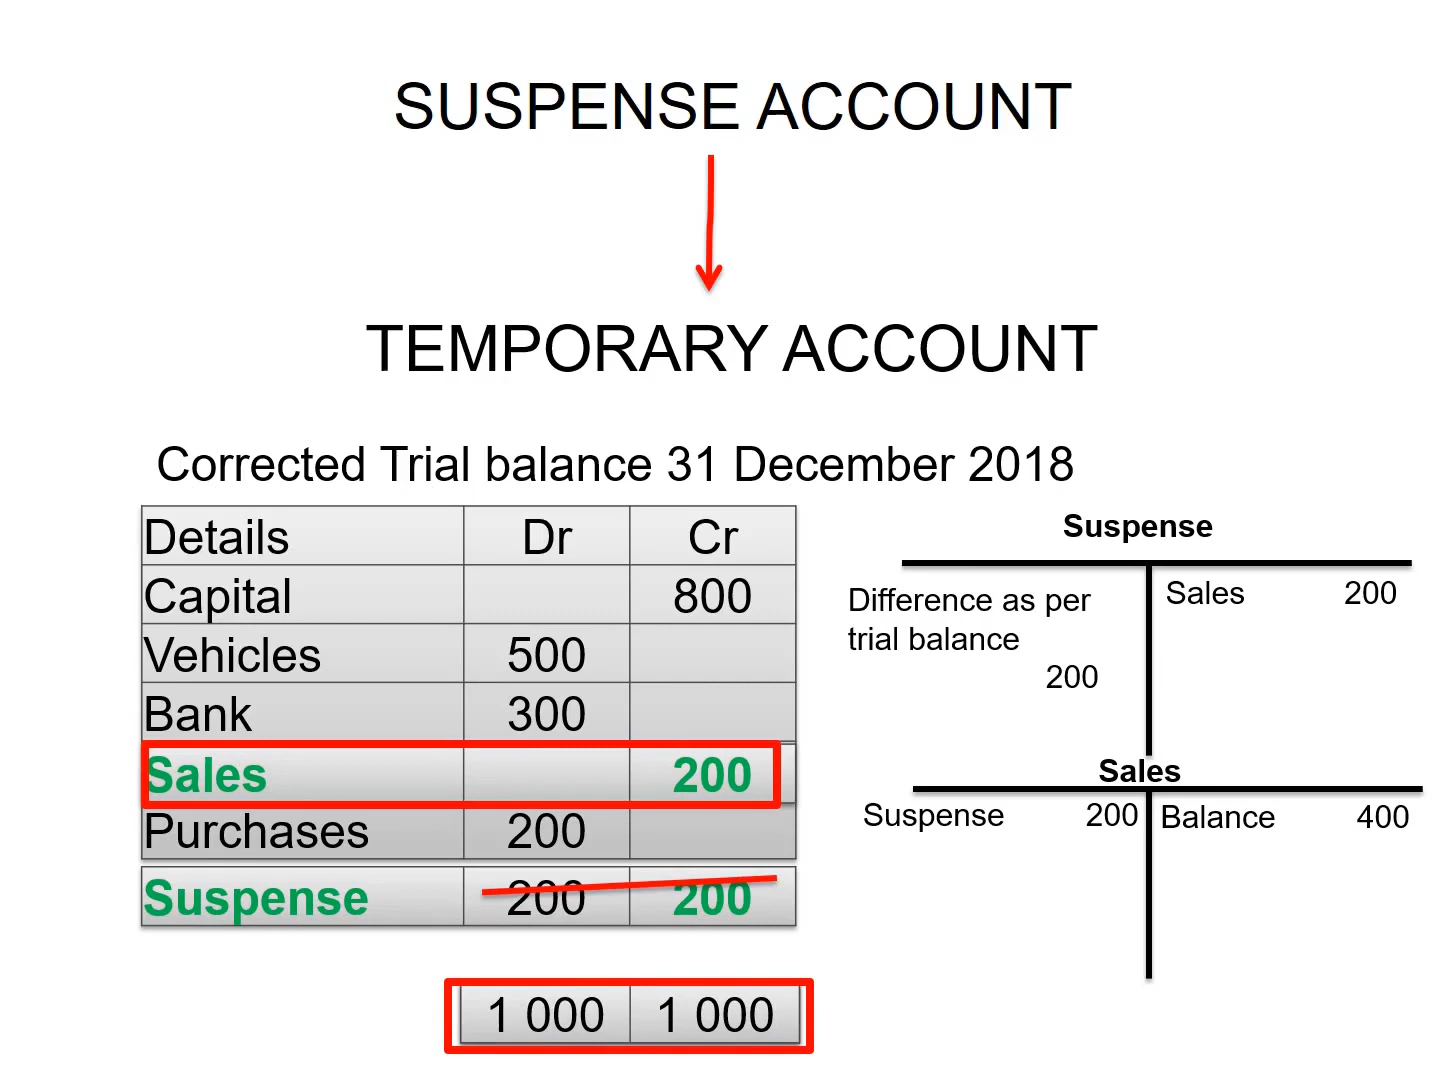 SUSPENSE ACCOUNT
TEMPORARY ACCOUNT
Corrected Trial balance 31 December 2018
Details Dr Cr
Capital 800
Vehicles 500
Bank 300
Sales 200
Purchases 200
Suspense 200 200
1 000 1 000
Suspense
Difference as per
trial balance
200
Sales 200
Sales
Suspense 200 Balance 400